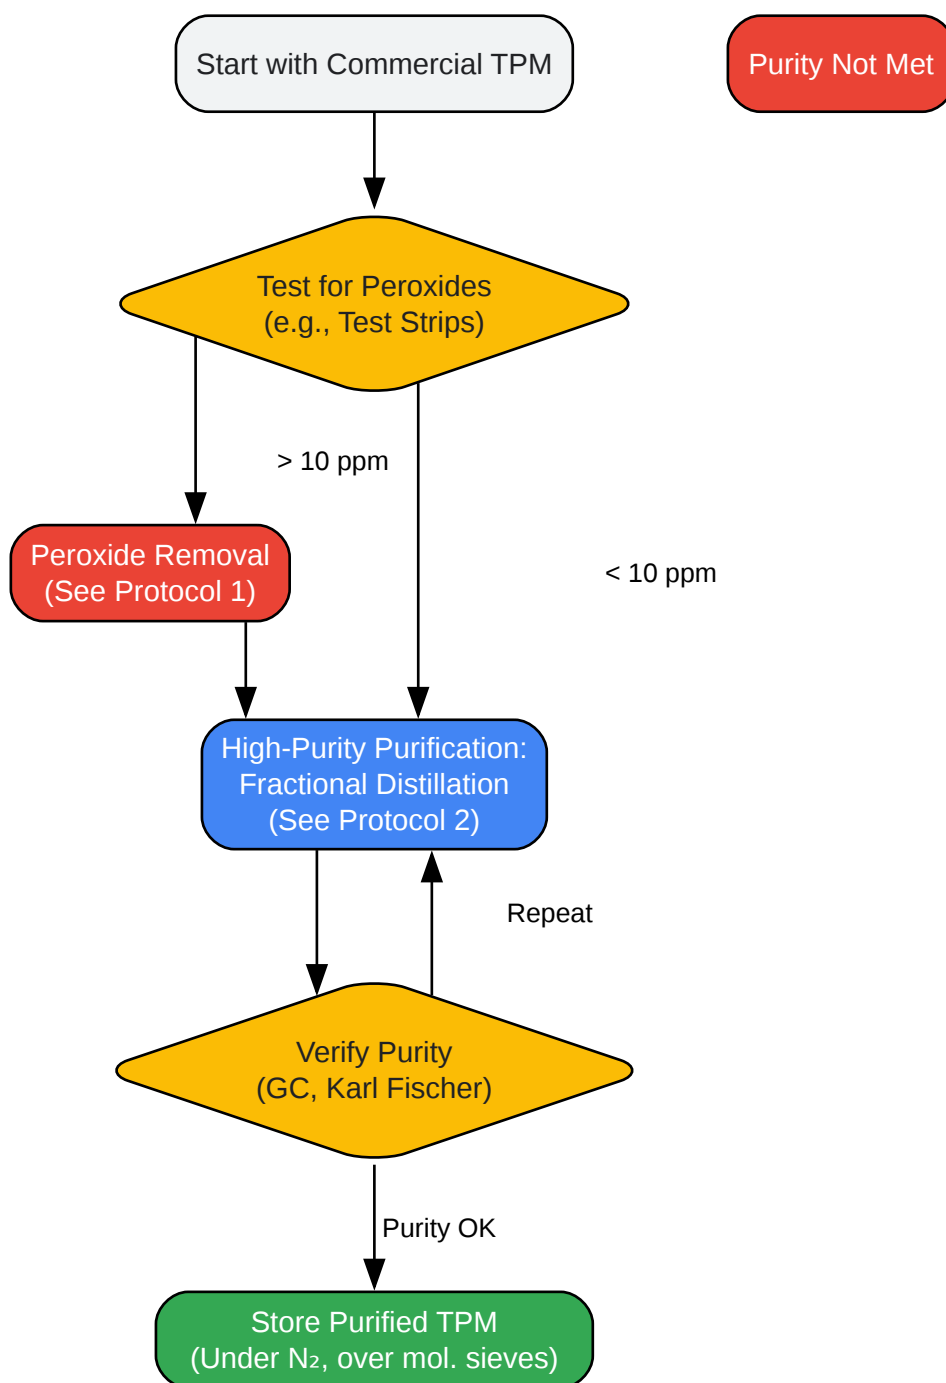 Start with Commercial TPM
Purity Not Met
Test for Peroxides
(e.g., Test Strips)
> 10 ppm
Peroxide Removal
(See Protocol 1)
< 10 ppm
High-Purity Purification:
Fractional Distillation
(See Protocol 2)
Repeat
Verify Purity
(GC, Karl Fischer)
Purity OK
Store Purified TPM
(Under N₂, over mol. sieves)